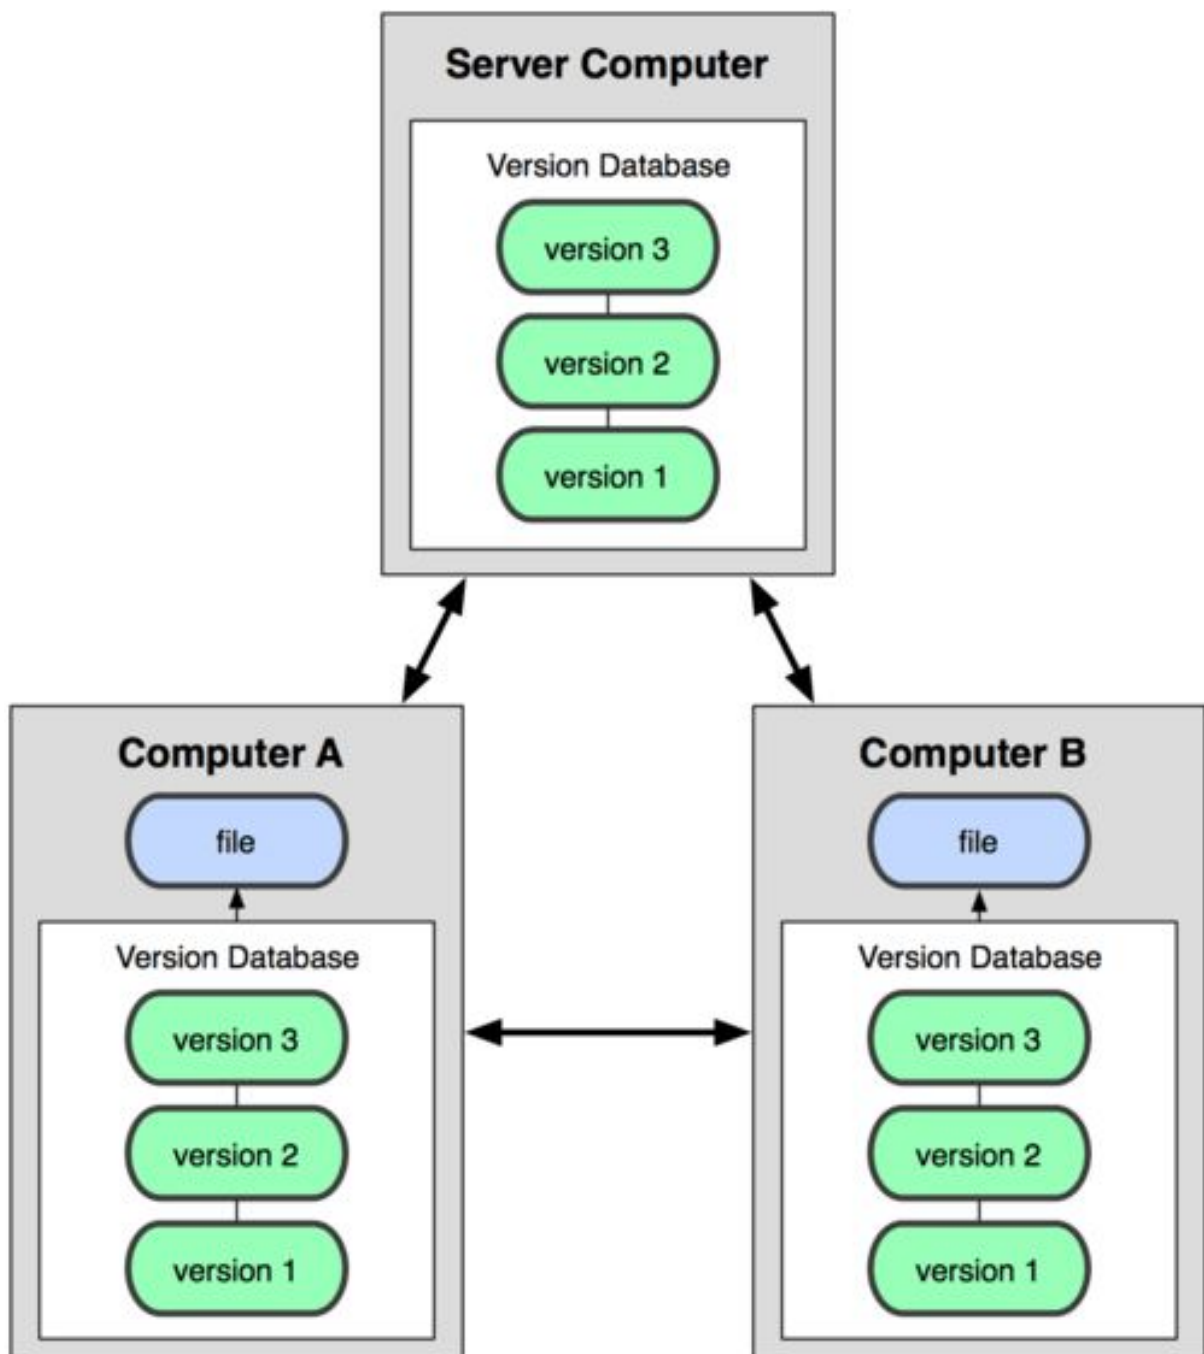 Server Computer
Version Database
version 3
version 2
version 1
Computer A
file
Version Database
version 3
version 2
version 1
Computer B
file
Version Database
version 3
version 2
version 1